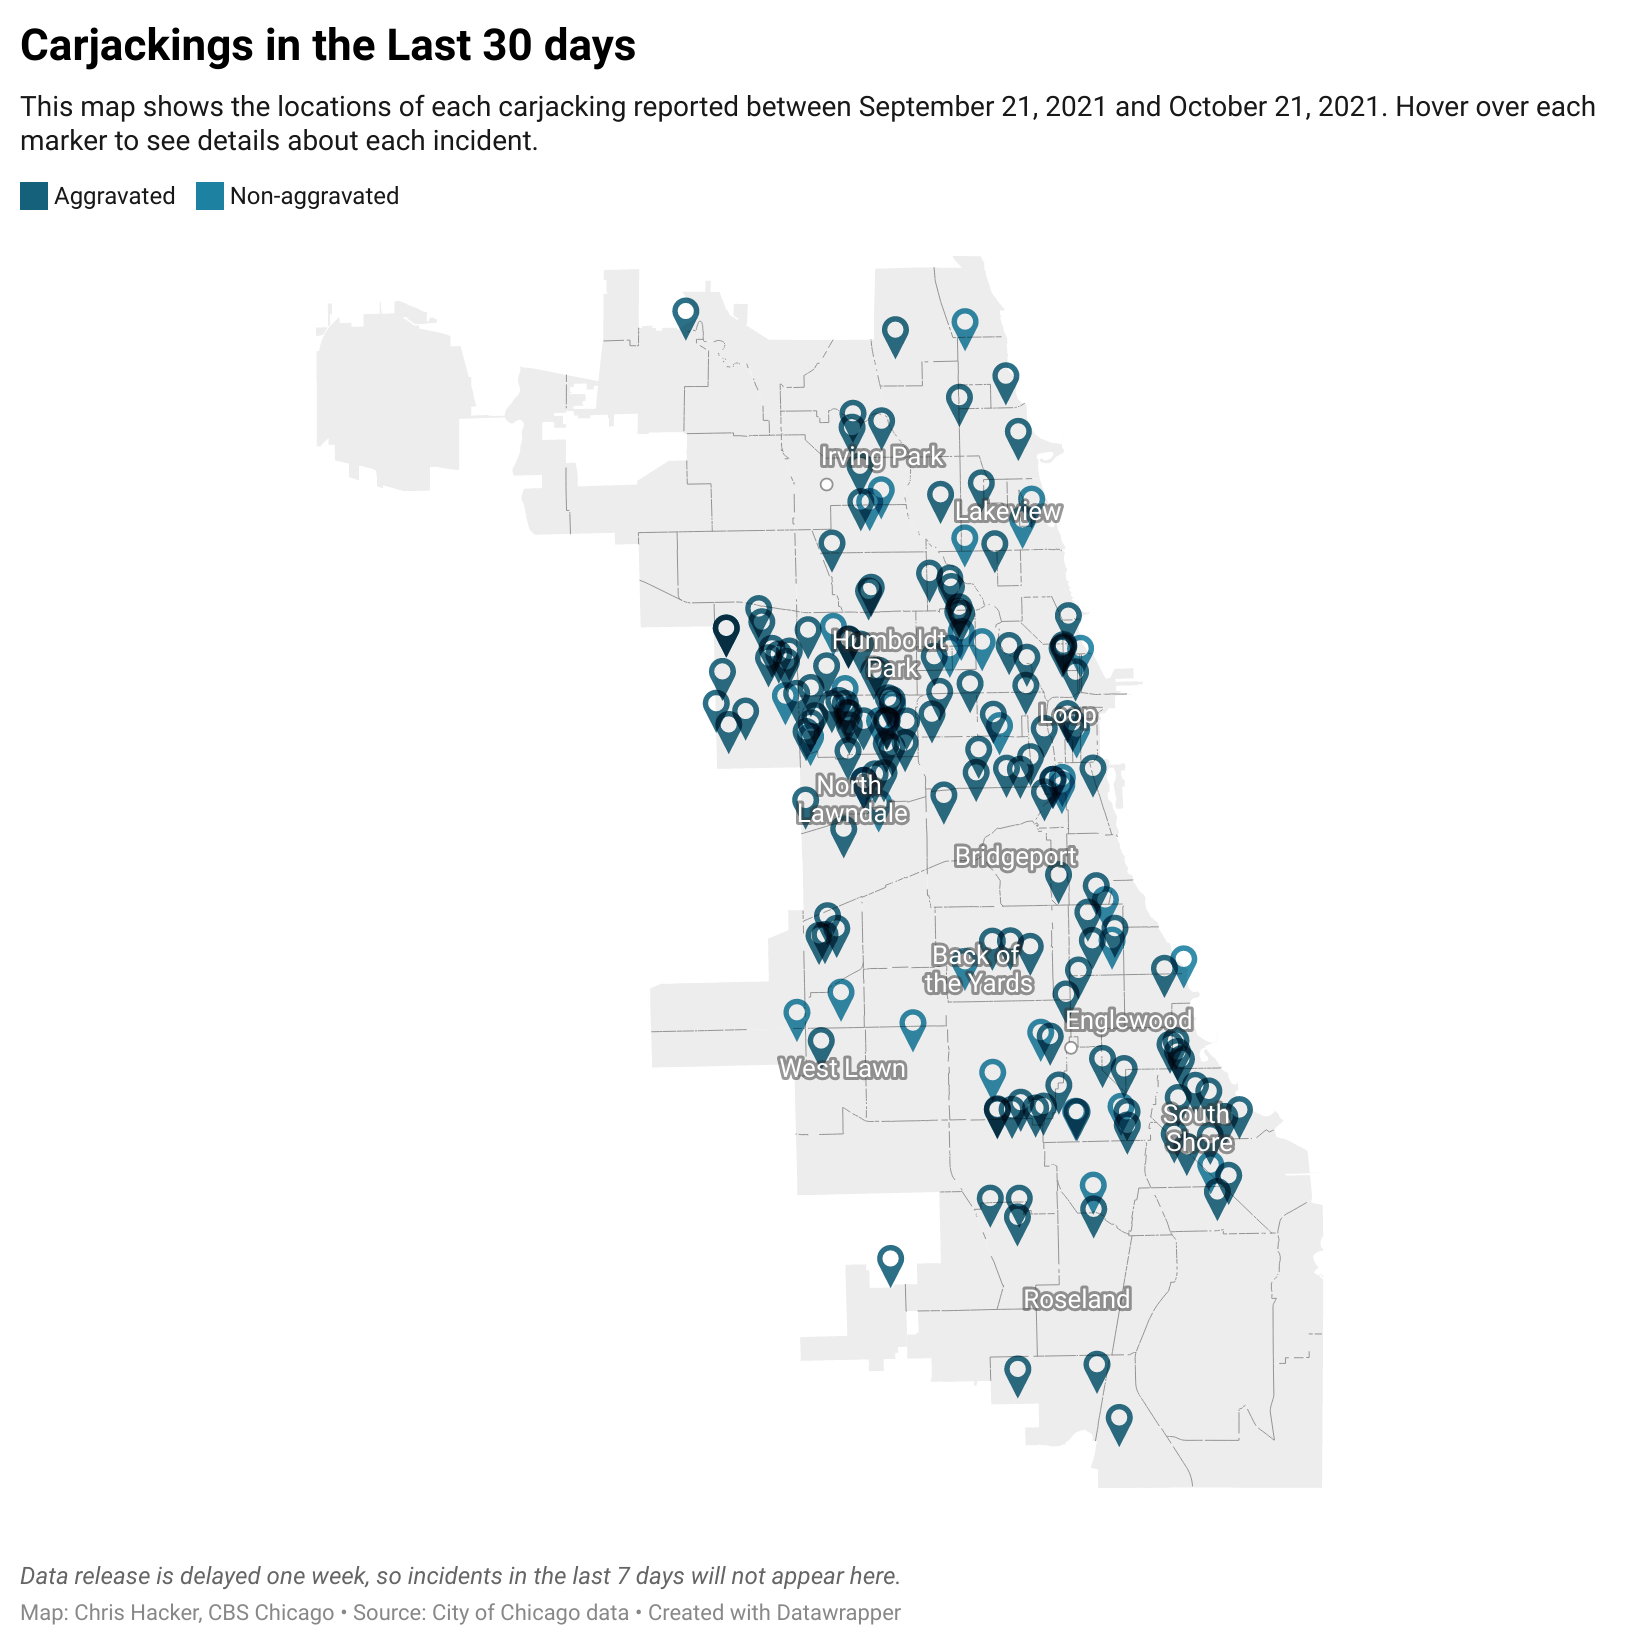 Carjackings in the Last 30 days
This map shows the locations of each carjacking reported between September 21, 2021 and October 21, 2021. Hover over each
marker to see details about each incident.
Aggravated Non-aggravated
Irving Park
Lakeview
Humboldt
Park
Loop
North
Lawndale
Bridgeport
Back of
the Yards
Englewood
West Lawn
South
Shore
Roseland
Data release is delayed one week, so incidents in the last 7 days will not appear here.
Map: Chris Hacker, CBS Chicago • Source: City of Chicago data • Created with Datawrapper